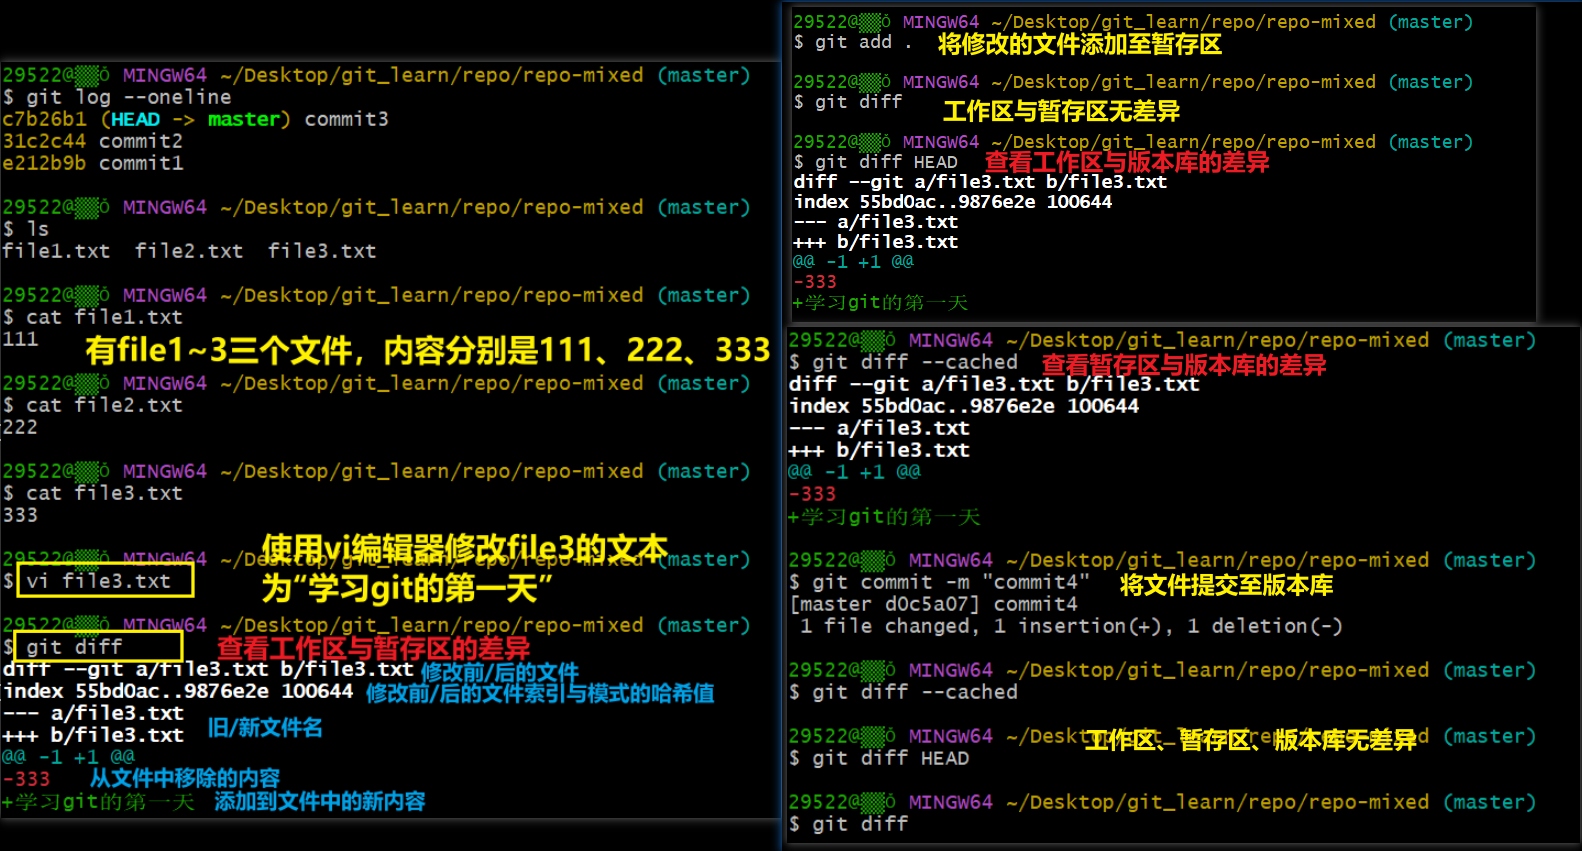 29522@▒▒ǒ MINGW64 ~/Desktop/git_learn/repo/repo-mixed (master)
$ git log --oneline
c7b26b1 (HEAD -> master) commit3
31c2c44 commit2
e212b9b commit1
29522@▒▒ǒ MINGW64 ~/Desktop/git_learn/repo/repo-mixed (master)
$ ls
file1.txt  file2.txt  file3.txt
29522@▒▒ǒ MINGW64 ~/Desktop/git_learn/repo/repo-mixed (master)
$ cat file1.txt
111
有file1~3三个文件，内容分别是111、222、333
29522@▒▒ǒ MINGW64 ~/Desktop/git_learn/repo/repo-mixed (master)
$ cat file2.txt
222
29522@▒▒ǒ MINGW64 ~/Desktop/git_learn/repo/repo-mixed (master)
$ cat file3.txt
333
29522@▒▒ǒ MINGW64 ~/Desktop/git_learn/repo/repo-mixed (master)
使用vi编辑器修改file3的文本
$ vi file3.txt
为“学习git的第一天”
29522@▒▒ǒ MINGW64 ~/Desktop/git_learn/repo/repo-mixed (master)
$ git diff 查看工作区与暂存区的差异
diff --git a/file3.txt b/file3.txt 修改前/后的文件
index 55bd0ac..9876e2e 100644 修改前/后的文件索引与模式的哈希值
--- a/file3.txt
+++ b/file3.txt 旧/新文件名
@@ -1 +1 @@
-333 从文件中移除的内容
+学习git的第一天 添加到文件中的新内容
29522@▒▒ǒ MINGW64 ~/Desktop/git_learn/repo/repo-mixed (master)
$ git add . 将修改的文件添加至暂存区
29522@▒▒ǒ MINGW64 ~/Desktop/git_learn/repo/repo-mixed (master)
$ git diff 工作区与暂存区无差异
29522@▒▒ǒ MINGW64 ~/Desktop/git_learn/repo/repo-mixed (master)
$ git diff HEAD 查看工作区与版本库的差异
diff --git a/file3.txt b/file3.txt
index 55bd0ac..9876e2e 100644
--- a/file3.txt
+++ b/file3.txt
@@ -1 +1 @@
-333
+学习git的第一天
29522@▒▒ǒ MINGW64 ~/Desktop/git_learn/repo/repo-mixed (master)
$ git diff --cached 查看暂存区与版本库的差异
diff --git a/file3.txt b/file3.txt
index 55bd0ac..9876e2e 100644
--- a/file3.txt
+++ b/file3.txt
@@ -1 +1 @@
-333
+学习git的第一天
29522@▒▒ǒ MINGW64 ~/Desktop/git_learn/repo/repo-mixed (master)
$ git commit -m "commit4" 将文件提交至版本库
[master d0c5a07] commit4
 1 file changed, 1 insertion(+), 1 deletion(-)
29522@▒▒ǒ MINGW64 ~/Desktop/git_learn/repo/repo-mixed (master)
$ git diff --cached
29522@▒▒ǒ MINGW64 ~/Desktop/git_learn/repo/repo-mixed (master)
工作区、暂存区、版本库无差异
$ git diff HEAD
29522@▒▒ǒ MINGW64 ~/Desktop/git_learn/repo/repo-mixed (master)
$ git diff